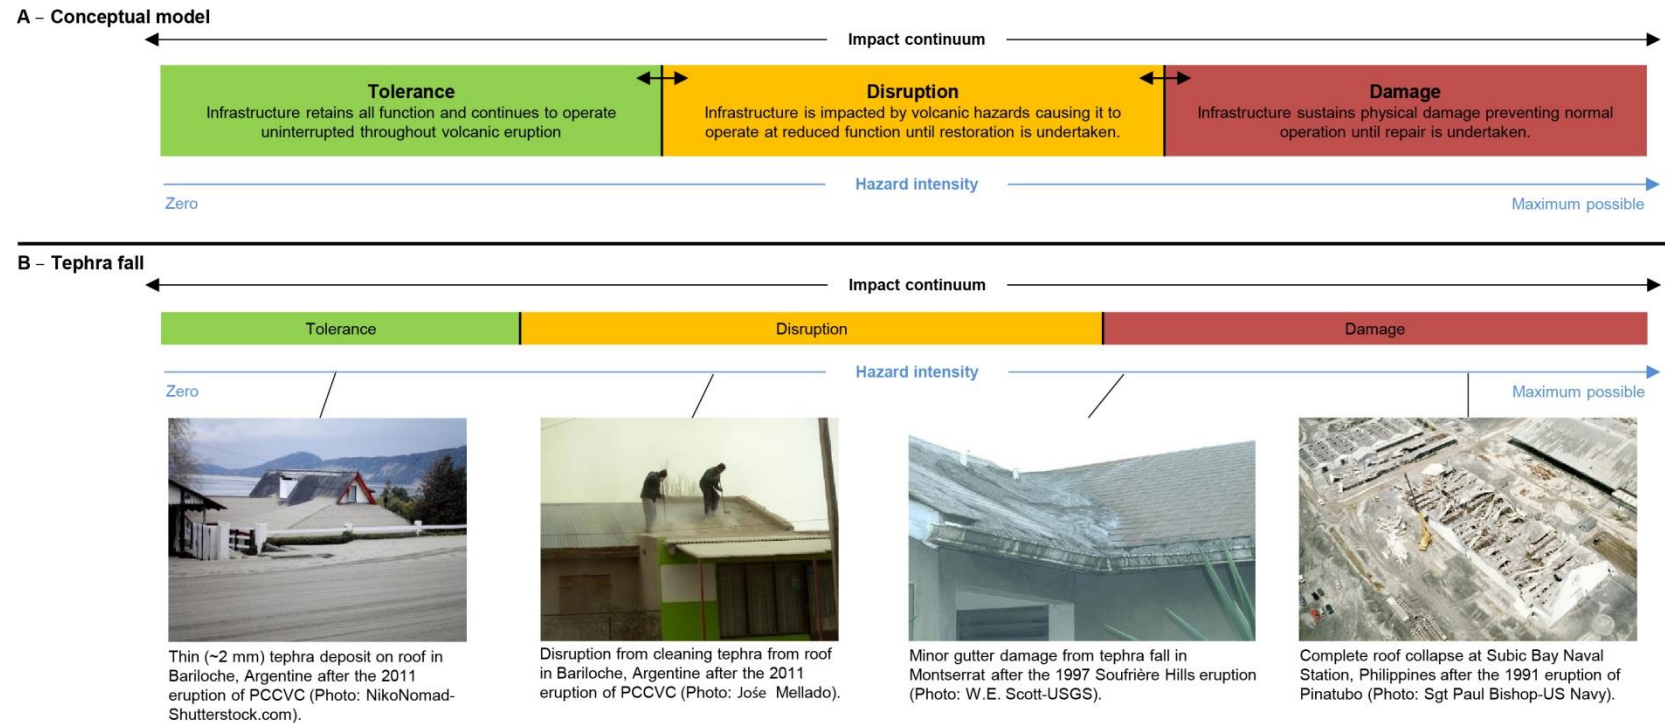 A – Conceptual model
Impact continuum
Tolerance
Infrastructure retains all function and continues to operate
uninterrupted throughout volcanic eruption
Disruption
Infrastructure is impacted by volcanic hazards causing it to
operate at reduced function until restoration is undertaken.
Damage
Infrastructure sustains physical damage preventing normal
operation until repair is undertaken.
Hazard intensity
Zero
Maximum possible
B – Tephra fall
Impact continuum
Tolerance
Disruption
Damage
Hazard intensity
Zero
Maximum possible
Thin (~2 mm) tephra deposit on roof in
Bariloche, Argentine after the 2011
eruption of PCCVC (Photo: NikoNomad-
Shutterstock.com).
Disruption from cleaning tephra from roof
in Bariloche, Argentine after the 2011
eruption of PCCVC (Photo: Jośe Mellado).
Minor gutter damage from tephra fall in
Montserrat after the 1997 Soufrière Hills eruption
(Photo: W.E. Scott-USGS).
Complete roof collapse at Subic Bay Naval
Station, Philippines after the 1991 eruption of
Pinatubo (Photo: Sgt Paul Bishop-US Navy).